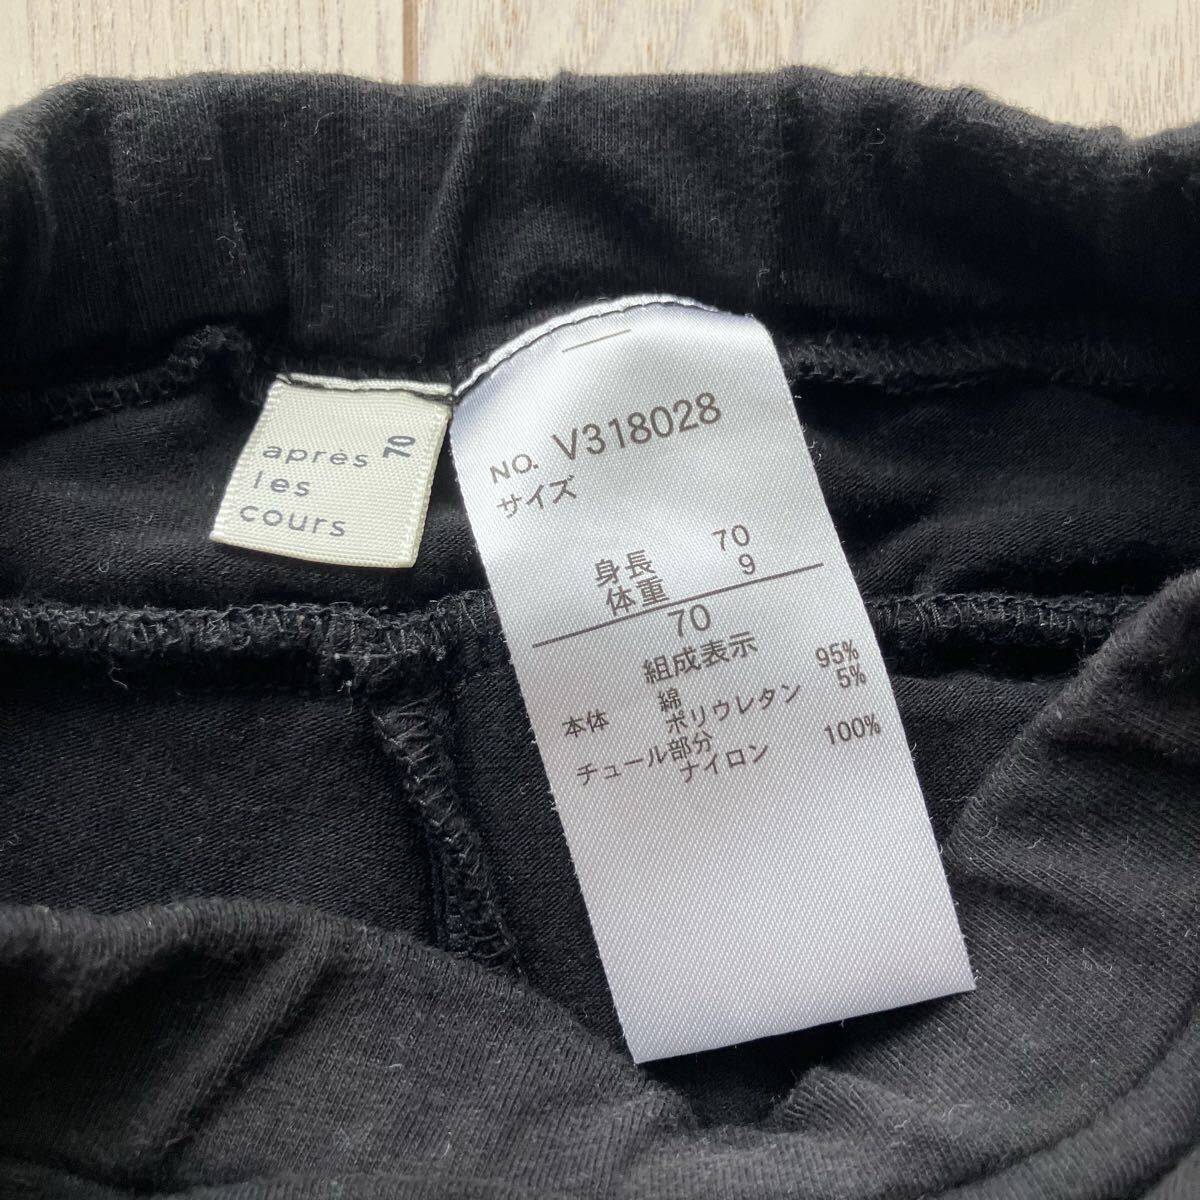 après 70
les
cours
NO. V318028
サイズ
身長 70
体重 9
70
組成表示
本体 綿 95%
ポリウレタン 5%
チュール部分
ナイロン 100%